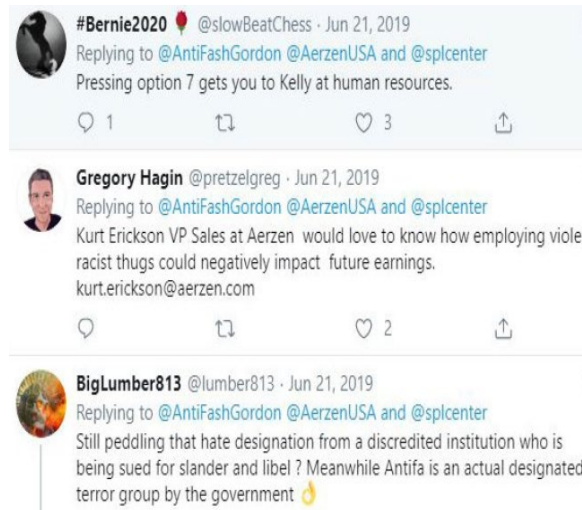 #Bernie2020 🌹 @slowBeatChess · Jun 21, 2019
Replying to @AntiFashGordon @AerzenUSA and @splcenter
Pressing option 7 gets you to Kelly at human resources.
1 3
Gregory Hagin @pretzelgreg · Jun 21, 2019
Replying to @AntiFashGordon @AerzenUSA and @splcenter
Kurt Erickson VP Sales at Aerzen would love to know how employing viole
racist thugs could negatively impact future earnings.
kurt.erickson@aerzen.com
2
BigLumber813 @lumber813 · Jun 21, 2019
Replying to @AntiFashGordon @AerzenUSA and @splcenter
Still peddling that hate designation from a discredited institution who is
being sued for slander and libel ? Meanwhile Antifa is an actual designated
terror group by the government 👌